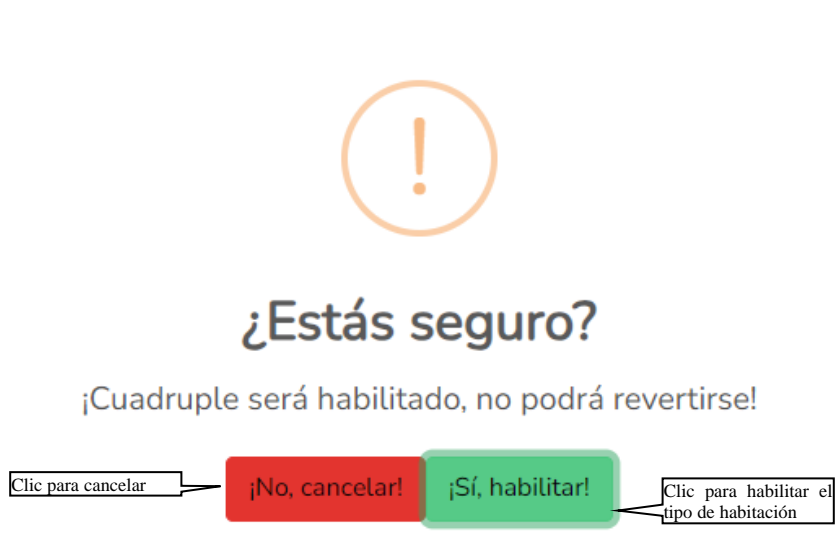 !
¿Estás seguro?
¡Cuadruple será habilitado, no podrá revertirse!
Clic para cancelar
¡No, cancelar!
¡Sí, habilitar!
Clic para habilitar el
tipo de habitación